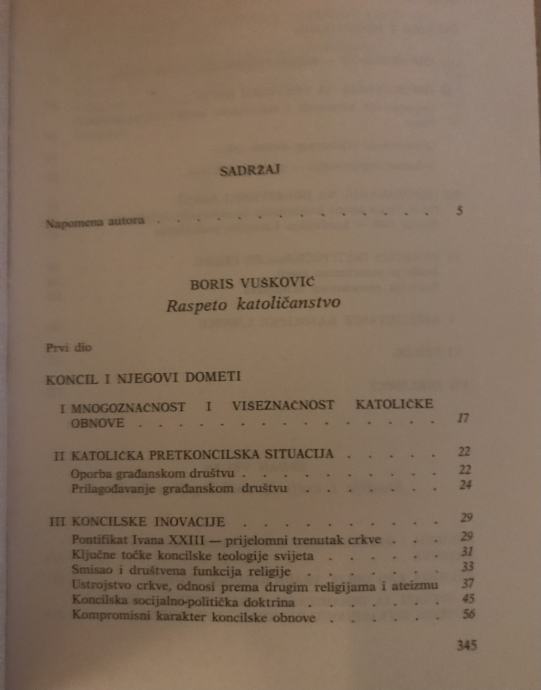 SADRŽAJ
Napomena autora . . . . . . . . . . . . . . 5
BORIS VUŠKOVIĆ
Raspeto katoličanstvo
Prvi dio
KONCIL I NJEGOVI DOMETI
I MNOGOZNAČNOST I VIŠEZNAČNOST KATOLIČKE
OBNOVE . . . . . . . . . . . . . . . 17
II KATOLIČKA PRETKONCILSKA SITUACIJA . . . . . 22
Oporba građanskom društvu . . . . . . . . . . 22
Prilagođavanje građanskom društvu . . . . . . . 24
III KONCILSKE INOVACIJE . . . . . . . . . . 29
Pontifikat Ivana XXIII — prijelomni trenutak crkve . . . 29
Ključne točke koncilske teologije svijeta . . . . . . 31
Smisao i društvena funkcija religije . . . . . . . 33
Ustrojstvo crkve, odnosi prema drugim religijama i ateizmu 37
Koncilska socijalno-politička doktrina . . . . . . . 45
Kompromisni karakter koncilske obnove . . . . . . 56
345